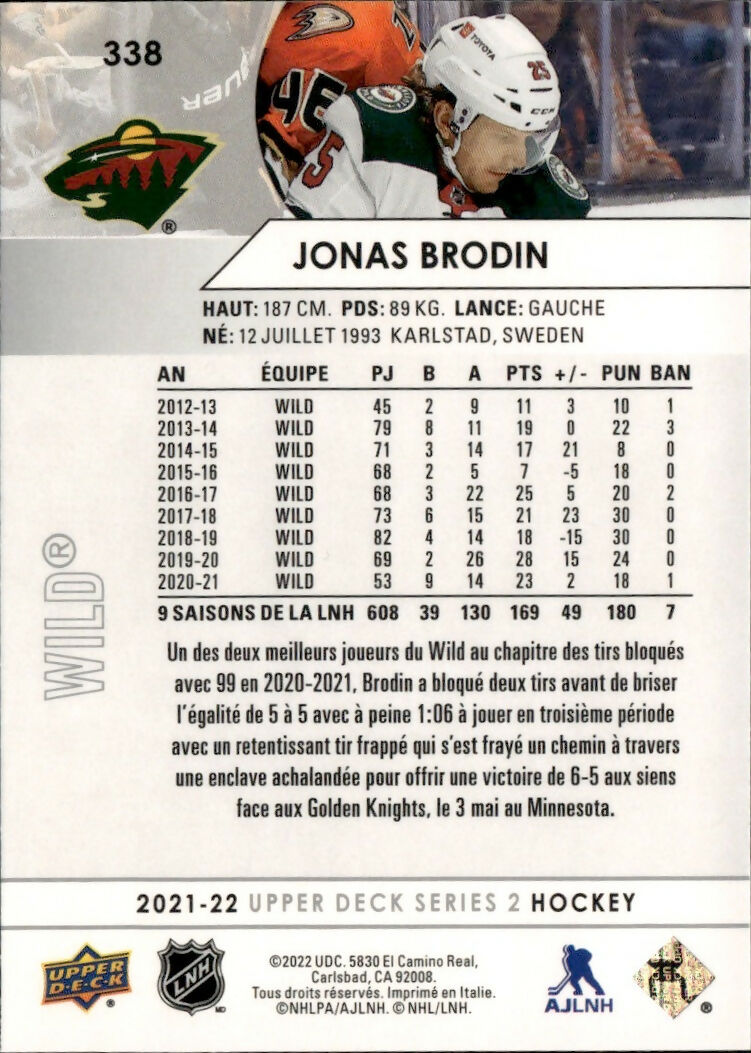 338
BAUER
TOYOTA
25
CCM
46
25
®
JONAS BRODIN
HAUT: 187 CM. PDS: 89 KG. LANCE: GAUCHE
NÉ: 12 JUILLET 1993 KARLSTAD, SWEDEN
AN ÉQUIPE PJ B A PTS +/- PUN BAN
2012-13 WILD 45 2 9 11 3 10 1
2013-14 WILD 79 8 11 19 0 22 3
2014-15 WILD 71 3 14 17 21 8 0
2015-16 WILD 68 2 5 7 -5 18 0
2016-17 WILD 68 3 22 25 5 20 2
2017-18 WILD 73 6 15 21 23 30 0
2018-19 WILD 82 4 14 18 -15 30 0
2019-20 WILD 69 2 26 28 15 24 0
2020-21 WILD 53 9 14 23 2 18 1
9 SAISONS DE LA LNH 608 39 130 169 49 180 7
WILD®
Un des deux meilleurs joueurs du Wild au chapitre des tirs bloqués
avec 99 en 2020-2021, Brodin a bloqué deux tirs avant de briser
l'égalité de 5 à 5 avec à peine 1:06 à jouer en troisième période
avec un retentissant tir frappé qui s'est frayé un chemin à travers
une enclave achalandée pour offrir une victoire de 6-5 aux siens
face aux Golden Knights, le 3 mai au Minnesota.
2021-22 UPPER DECK SERIES 2 HOCKEY
UPPER
D·E·C·K
®
LNH
MD
©2022 UDC. 5830 El Camino Real,
Carlsbad, CA 92008.
Tous droits réservés. Imprimé en Italie.
©NHLPA/AJLNH. © NHL/LNH.
AJLNH
®